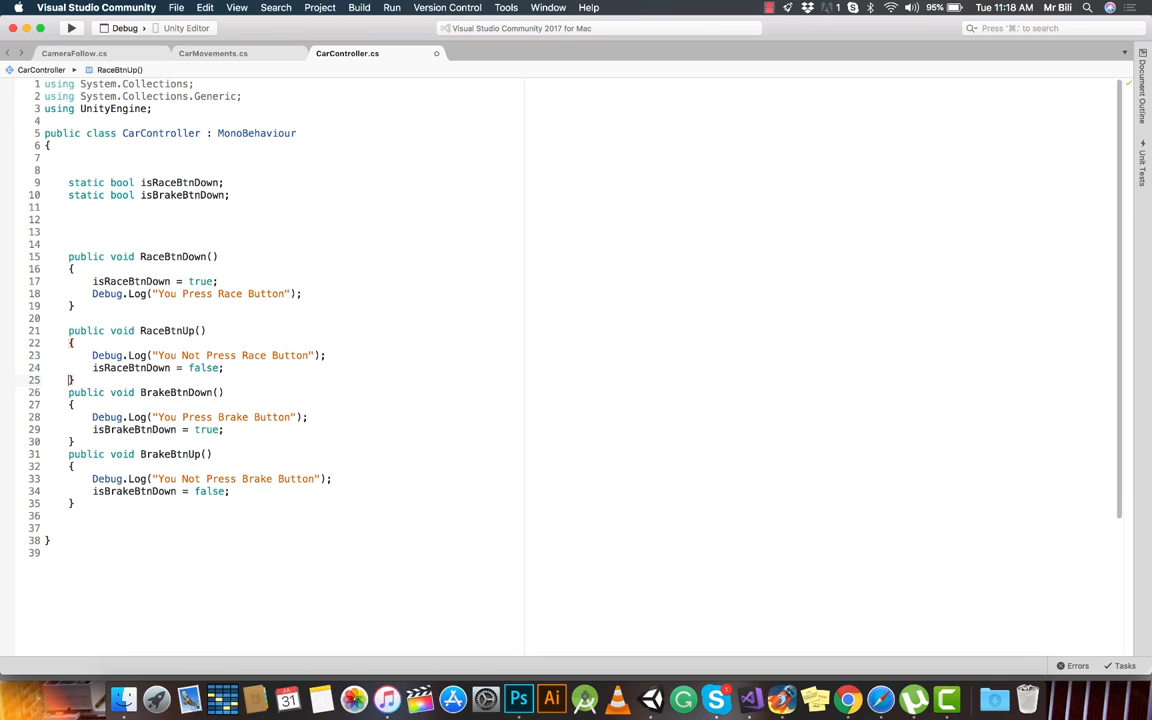 Visual Studio Community File Edit View Search Project Build Run Version Control Tools Window Help 1 95% Tue 11:18 AM Mr Bili
Debug Unity Editor Visual Studio Community 2017 for Mac Press '⌘.' to search
CameraFollow.cs CarMovements.cs CarController.cs
CarController RaceBtnUp()
1 using System.Collections;
2 using System.Collections.Generic;
3 using UnityEngine;
4
5 public class CarController : MonoBehaviour
6 {
7
8
9 static bool isRaceBtnDown;
10 static bool isBrakeBtnDown;
11
12
13
14
15 public void RaceBtnDown()
16 {
17 isRaceBtnDown = true;
18 Debug.Log("You Press Race Button");
19 }
20
21 public void RaceBtnUp()
22 {
23 Debug.Log("You Not Press Race Button");
24 isRaceBtnDown = false;
25 }
26 public void BrakeBtnDown()
27 {
28 Debug.Log("You Press Brake Button");
29 isBrakeBtnDown = true;
30 }
31 public void BrakeBtnUp()
32 {
33 Debug.Log("You Not Press Brake Button");
34 isBrakeBtnDown = false;
35 }
36
37
38 }
39
Document Outline
Unit Tests
Errors Tasks
JUL
31
Ps Ai